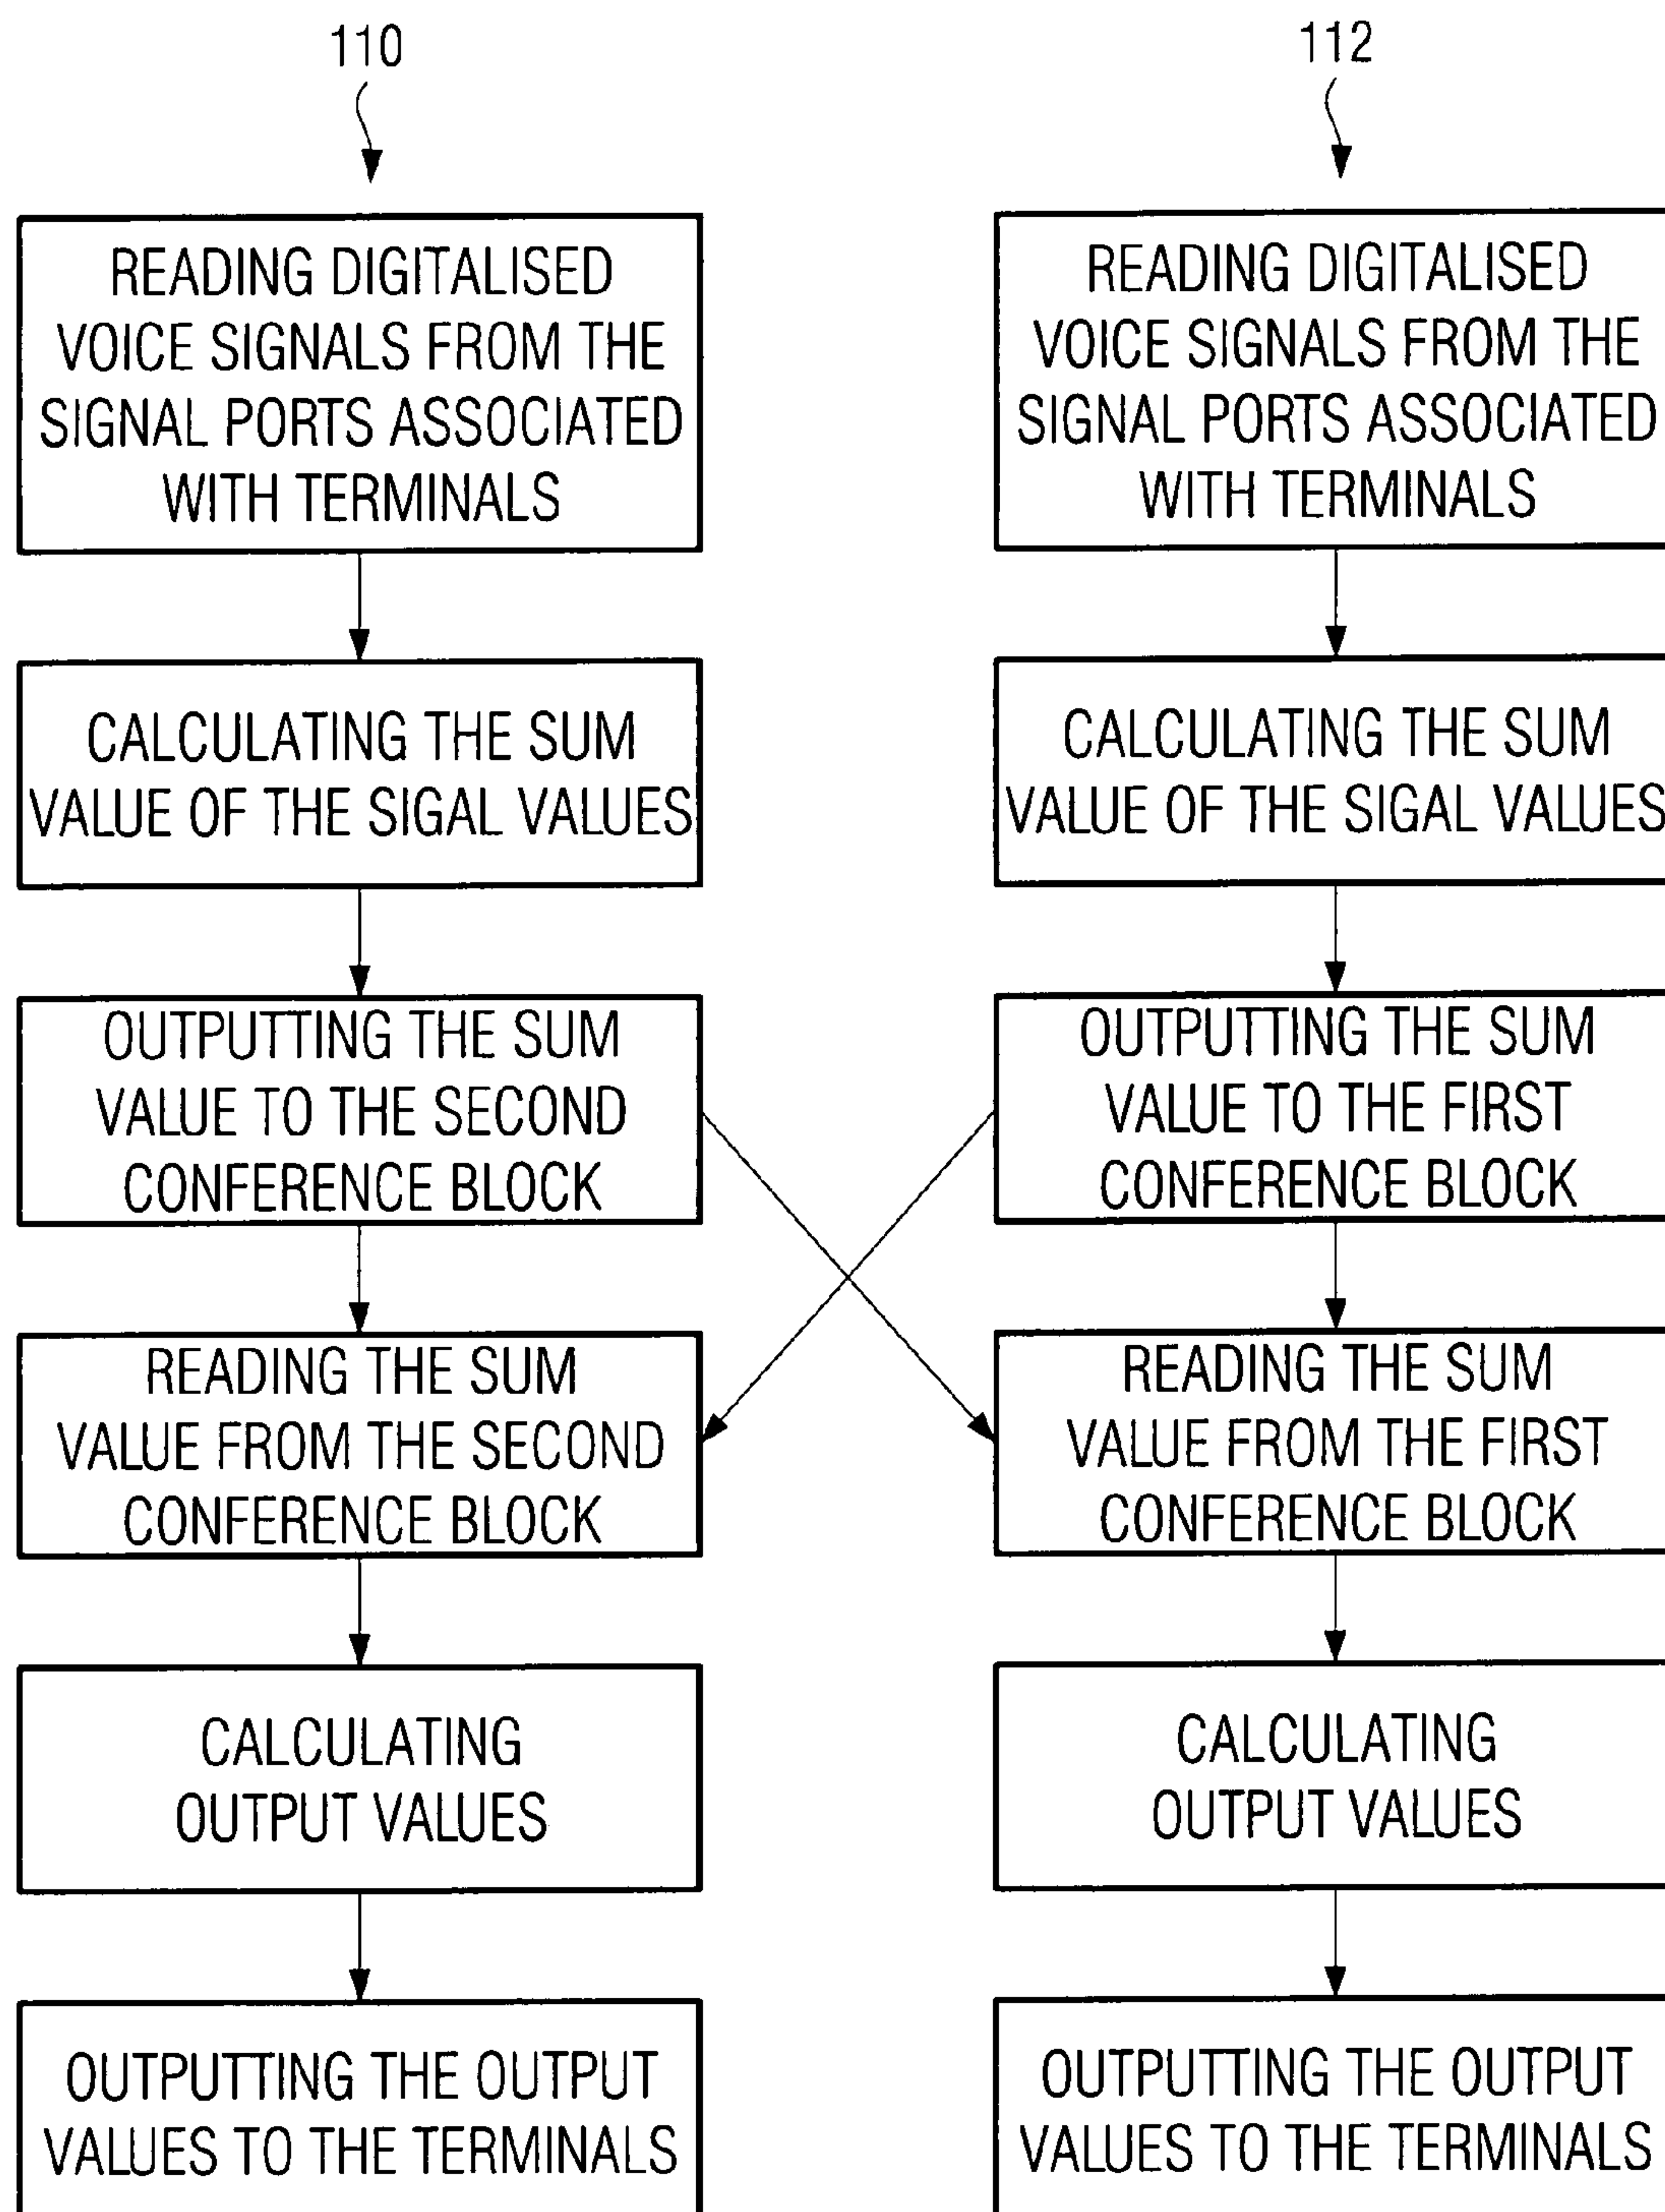 110
READING DIGITALISED
VOICE SIGNALS FROM THE
SIGNAL PORTS ASSOCIATED
WITH TERMINALS
CALCULATING THE SUM
VALUE OF THE SIGAL VALUES
OUTPUTTING THE SUM
VALUE TO THE SECOND
CONFERENCE BLOCK
READING THE SUM
VALUE FROM THE SECOND
CONFERENCE BLOCK
CALCULATING
OUTPUT VALUES
OUTPUTTING THE OUTPUT
VALUES TO THE TERMINALS
112
READING DIGITALISED
VOICE SIGNALS FROM THE
SIGNAL PORTS ASSOCIATED
WITH TERMINALS
CALCULATING THE SUM
VALUE OF THE SIGAL VALUES
OUTPUTTING THE SUM
VALUE TO THE FIRST
CONFERENCE BLOCK
READING THE SUM
VALUE FROM THE FIRST
CONFERENCE BLOCK
CALCULATING
OUTPUT VALUES
OUTPUTTING THE OUTPUT
VALUES TO THE TERMINALS